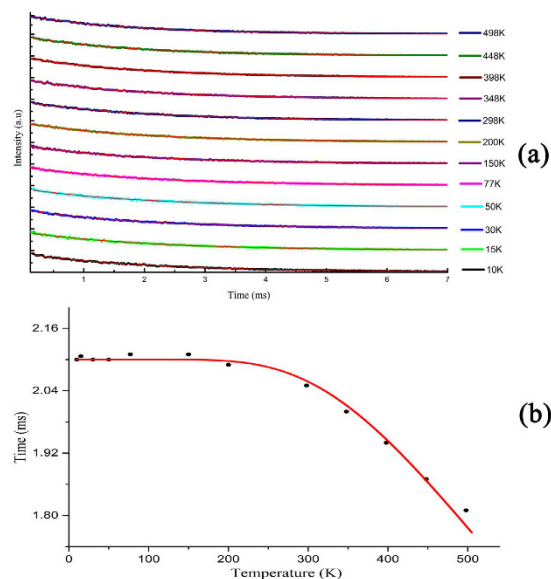 498K
448K
398K
348K
298K
200K
150K
77K
50K
30K
15K
10K
Intensity (a.u)
(a)
1 2 3 4 5 6 7
Time (ms)
2.16
2.04
1.92
1.80
Time (ms)
(b)
0 100 200 300 400 500
Temperature (K)